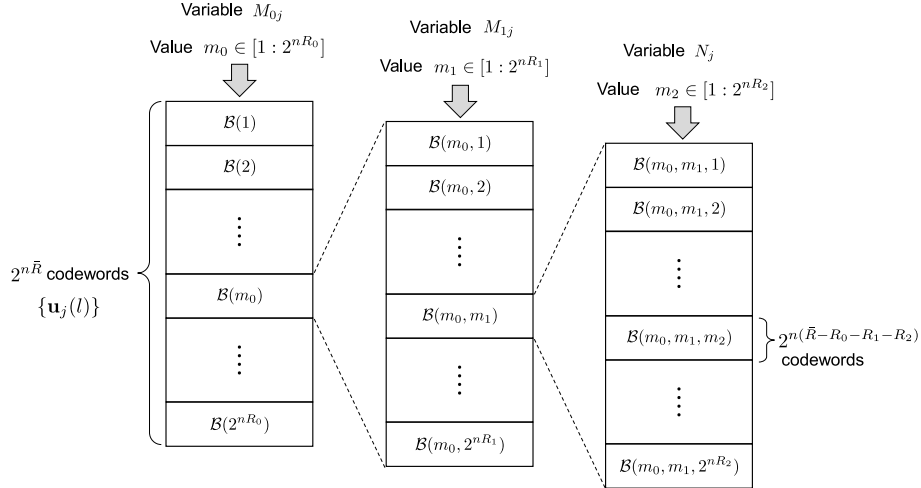 Variable M_{0j}
Value m_0 ∈ [1 : 2^{nR_0}]
B(1)
B(2)
⋮
B(m_0)
⋮
B(2^{nR_0})
2^{n\bar{R}} codewords
{u_j(l)}
Variable M_{1j}
Value m_1 ∈ [1 : 2^{nR_1}]
B(m_0, 1)
B(m_0, 2)
⋮
B(m_0, m_1)
⋮
B(m_0, 2^{nR_1})
Variable N_j
Value m_2 ∈ [1 : 2^{nR_2}]
B(m_0, m_1, 1)
B(m_0, m_1, 2)
⋮
B(m_0, m_1, m_2)
⋮
B(m_0, m_1, 2^{nR_2})
2^{n(\bar{R}−R_0−R_1−R_2)}
codewords